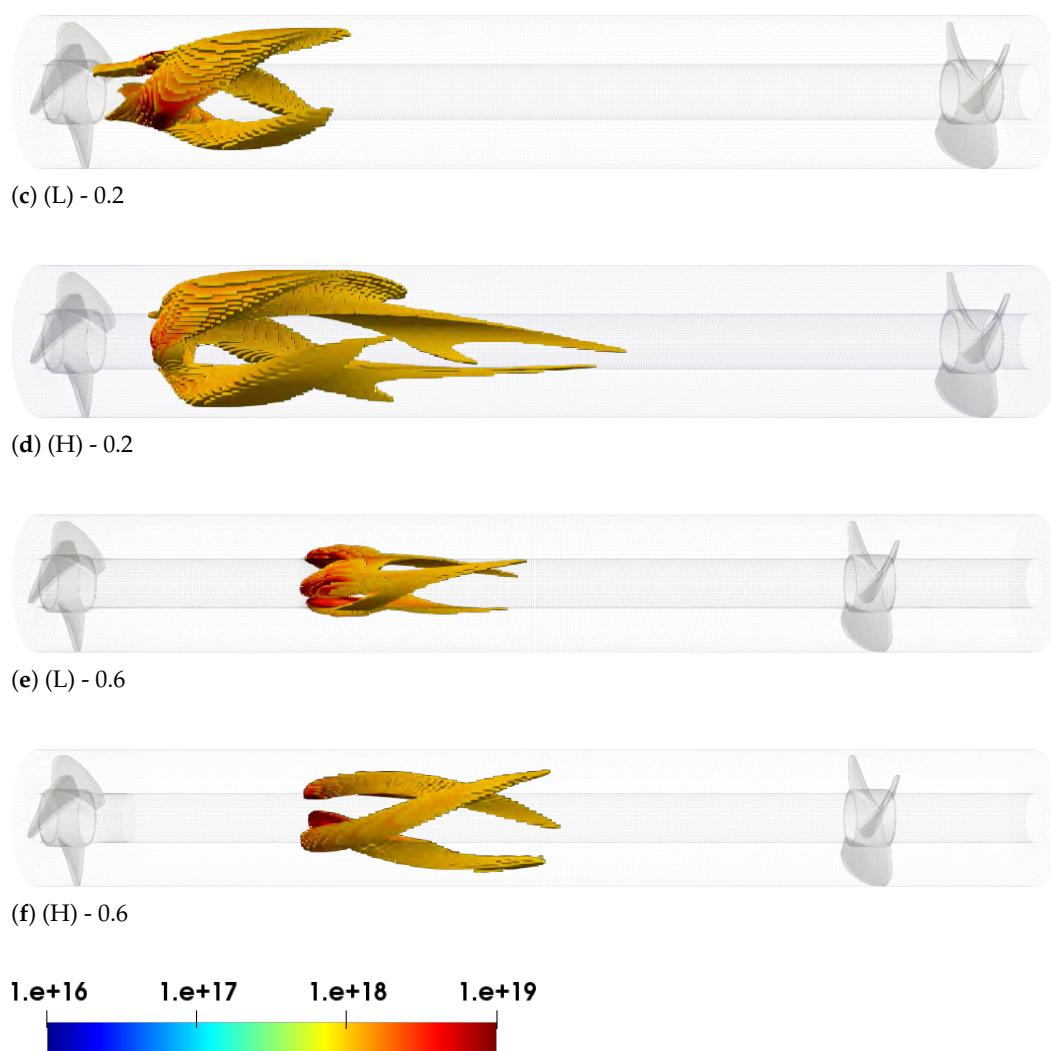 (c) (L) - 0.2
(d) (H) - 0.2
(e) (L) - 0.6
(f) (H) - 0.6
1.e+16 1.e+17 1.e+18 1.e+19